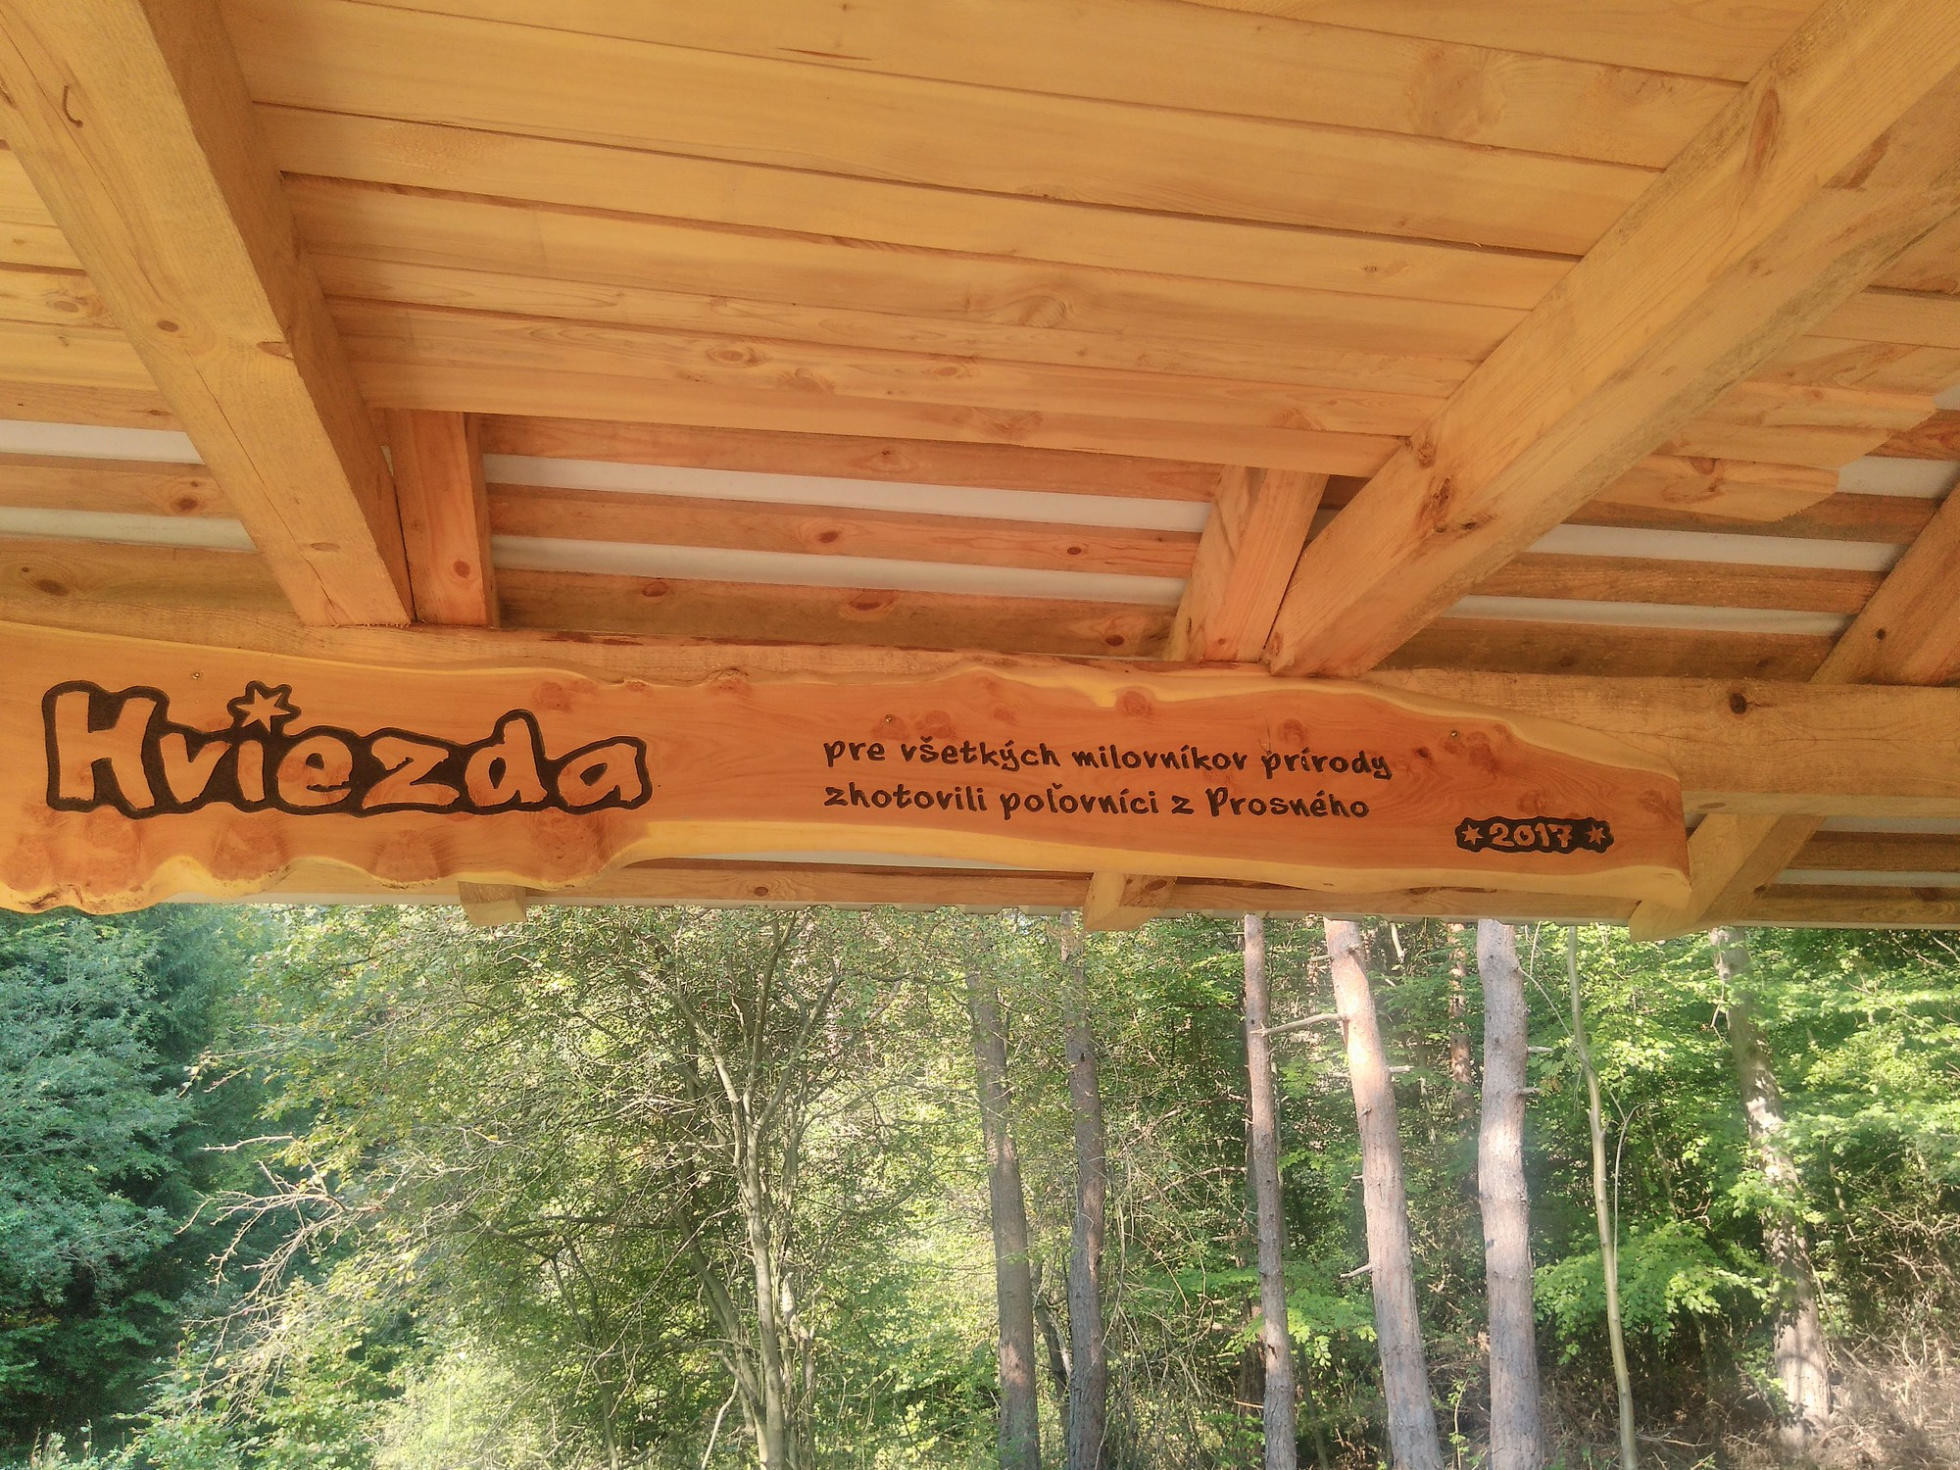 Hviezda
pre všetkých milovníkov prírody
zhotovili poľovníci z Prosného
2017